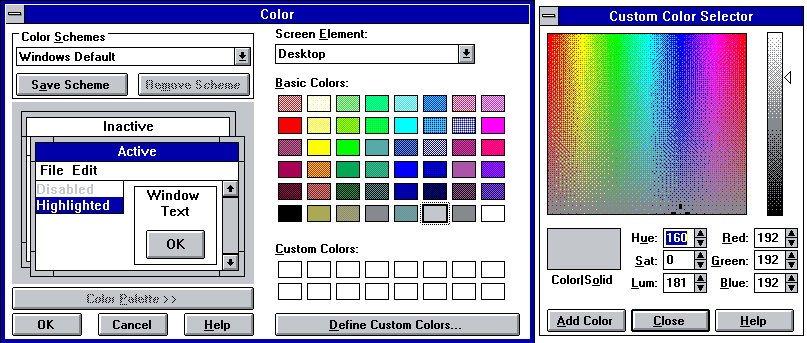 Color
Color Schemes
Windows Default
Save Scheme
Remove Scheme
Inactive
Active
File Edit
Disabled
Highlighted
Window
Text
OK
Color Palette >>
OK
Cancel
Help
Screen Element:
Desktop
Basic Colors:
Custom Colors:
Define Custom Colors...
Custom Color Selector
Color|Solid
Hue: 160
Red: 192
Sat: 0
Green: 192
Lum: 181
Blue: 192
Add Color
Close
Help